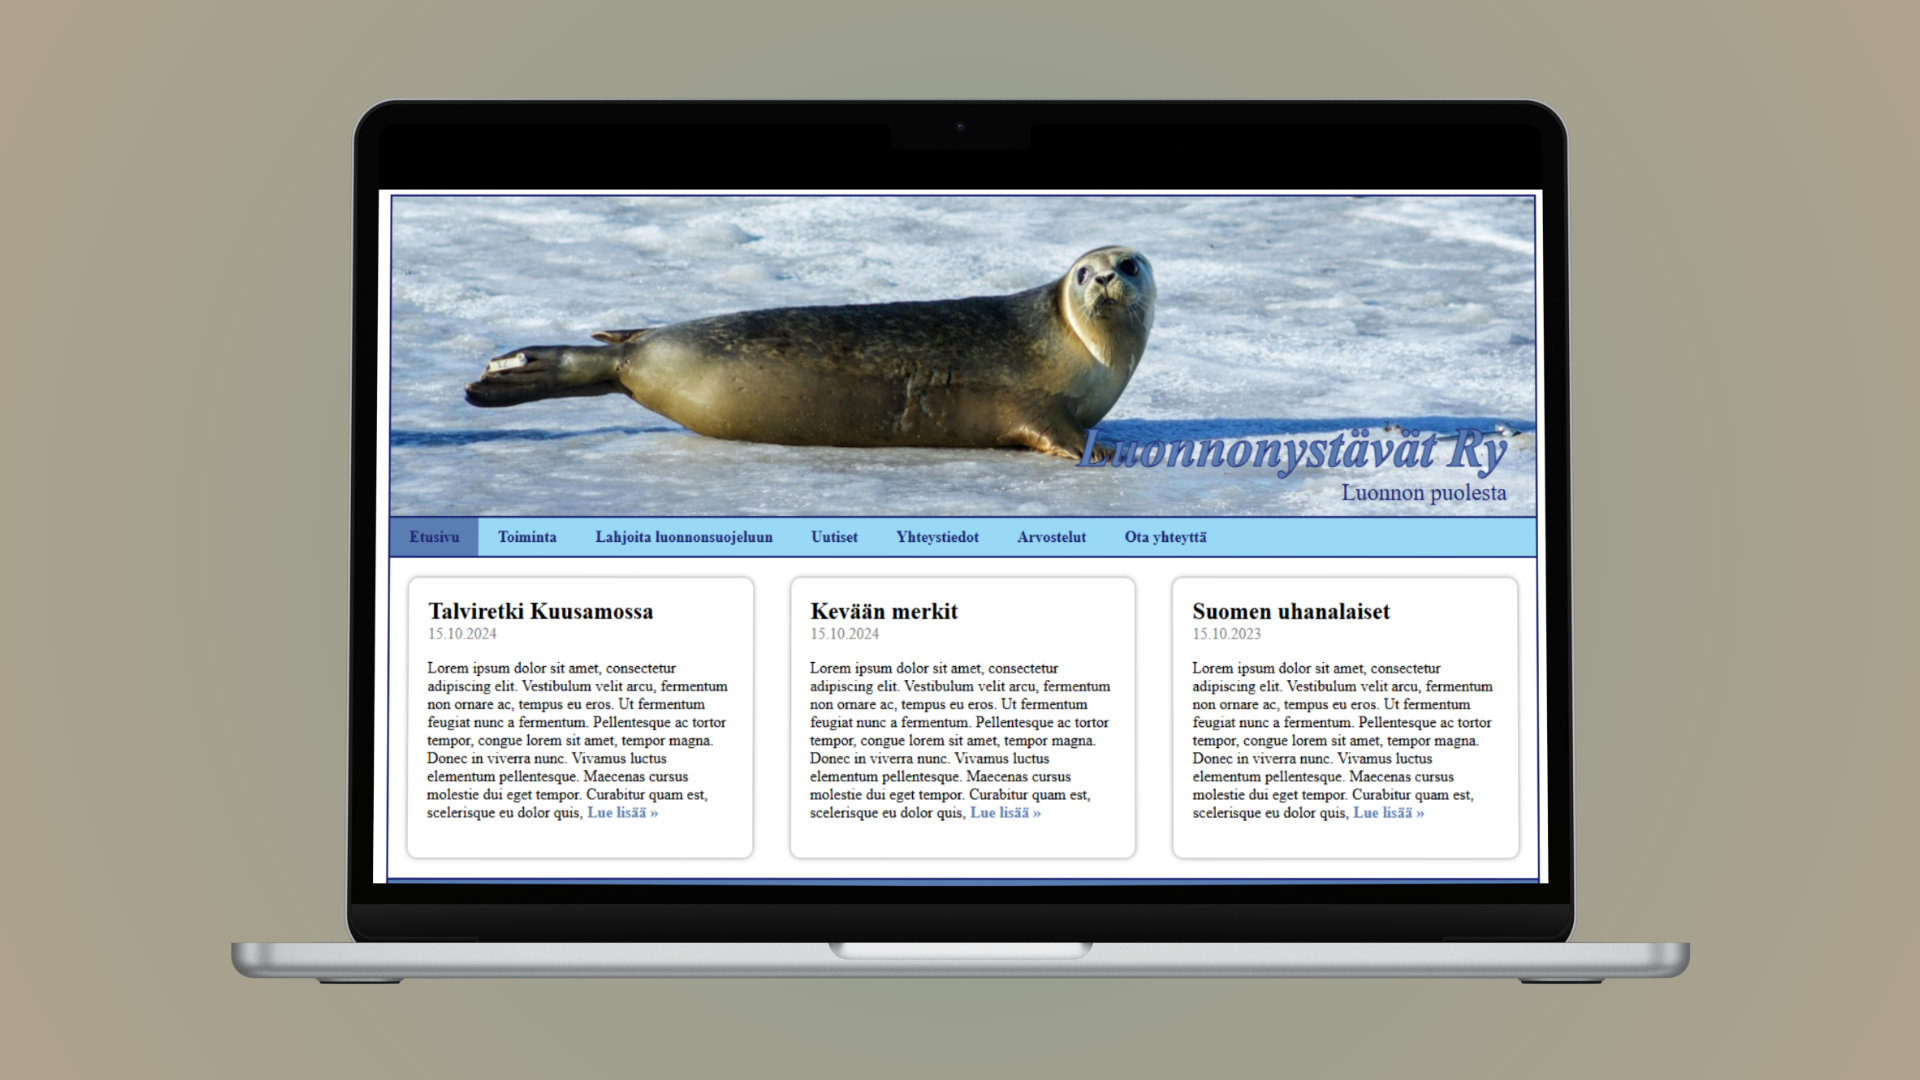 Luonnonystävät Ry
Luonnon puolesta
Etusivu Toiminta Lahjoita luonnonsuojeluun Uutiset Yhteystiedot Arvostelut Ota yhteyttä
Talviretki Kuusamossa
15.10.2024
Lorem ipsum dolor sit amet, consectetur
adipiscing elit. Vestibulum velit arcu, fermentum
non ornare ac, tempus eu eros. Ut fermentum
feugiat nunc a fermentum. Pellentesque ac tortor
tempor, congue lorem sit amet, tempor magna.
Donec in viverra nunc. Vivamus luctus
elementum pellentesque. Maecenas cursus
molestie dui eget tempor. Curabitur quam est,
scelerisque eu dolor quis, Lue lisää »
Kevään merkit
15.10.2024
Lorem ipsum dolor sit amet, consectetur
adipiscing elit. Vestibulum velit arcu, fermentum
non ornare ac, tempus eu eros. Ut fermentum
feugiat nunc a fermentum. Pellentesque ac tortor
tempor, congue lorem sit amet, tempor magna.
Donec in viverra nunc. Vivamus luctus
elementum pellentesque. Maecenas cursus
molestie dui eget tempor. Curabitur quam est,
scelerisque eu dolor quis, Lue lisää »
Suomen uhanalaiset
15.10.2023
Lorem ipsum dolor sit amet, consectetur
adipiscing elit. Vestibulum velit arcu, fermentum
non ornare ac, tempus eu eros. Ut fermentum
feugiat nunc a fermentum. Pellentesque ac tortor
tempor, congue lorem sit amet, tempor magna.
Donec in viverra nunc. Vivamus luctus
elementum pellentesque. Maecenas cursus
molestie dui eget tempor. Curabitur quam est,
scelerisque eu dolor quis, Lue lisää »